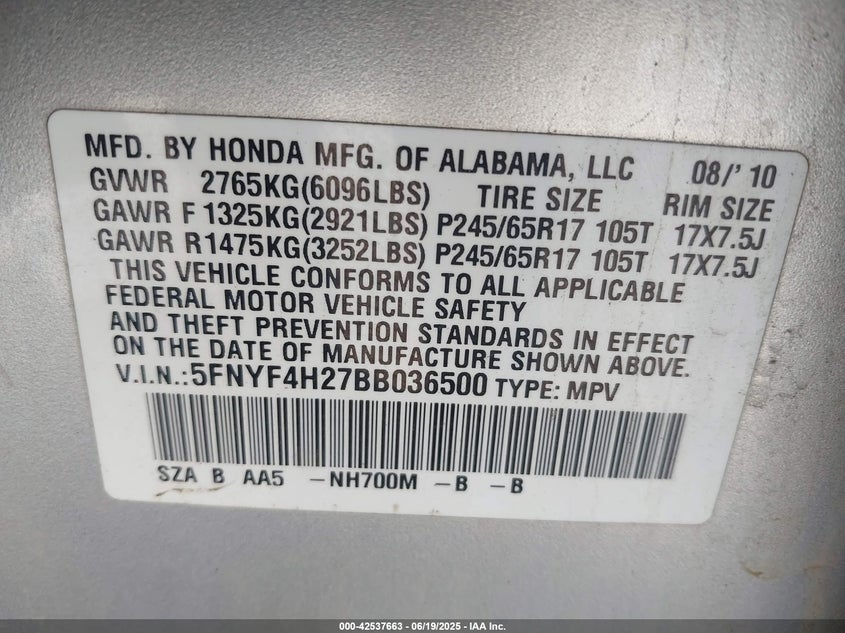 MFD. BY HONDA MFG. OF ALABAMA, LLC 08/' 10
GVWR 2765KG(6096LBS) TIRE SIZE RIM SIZE
GAWR F 1325KG(2921LBS) P245/65R17 105T 17X7.5J
GAWR R1475KG(3252LBS) P245/65R17 105T 17X7.5J
THIS VEHICLE CONFORMS TO ALL APPLICABLE
FEDERAL MOTOR VEHICLE SAFETY
AND THEFT PREVENTION STANDARDS IN EFFECT
ON THE DATE OF MANUFACTURE SHOWN ABOVE.
V.I.N.:5FNYF4H27BB036500 TYPE: MPV
SZA B AA5 -NH700M -B -B
000-42537663 - 06/19/2025 - IAA Inc.